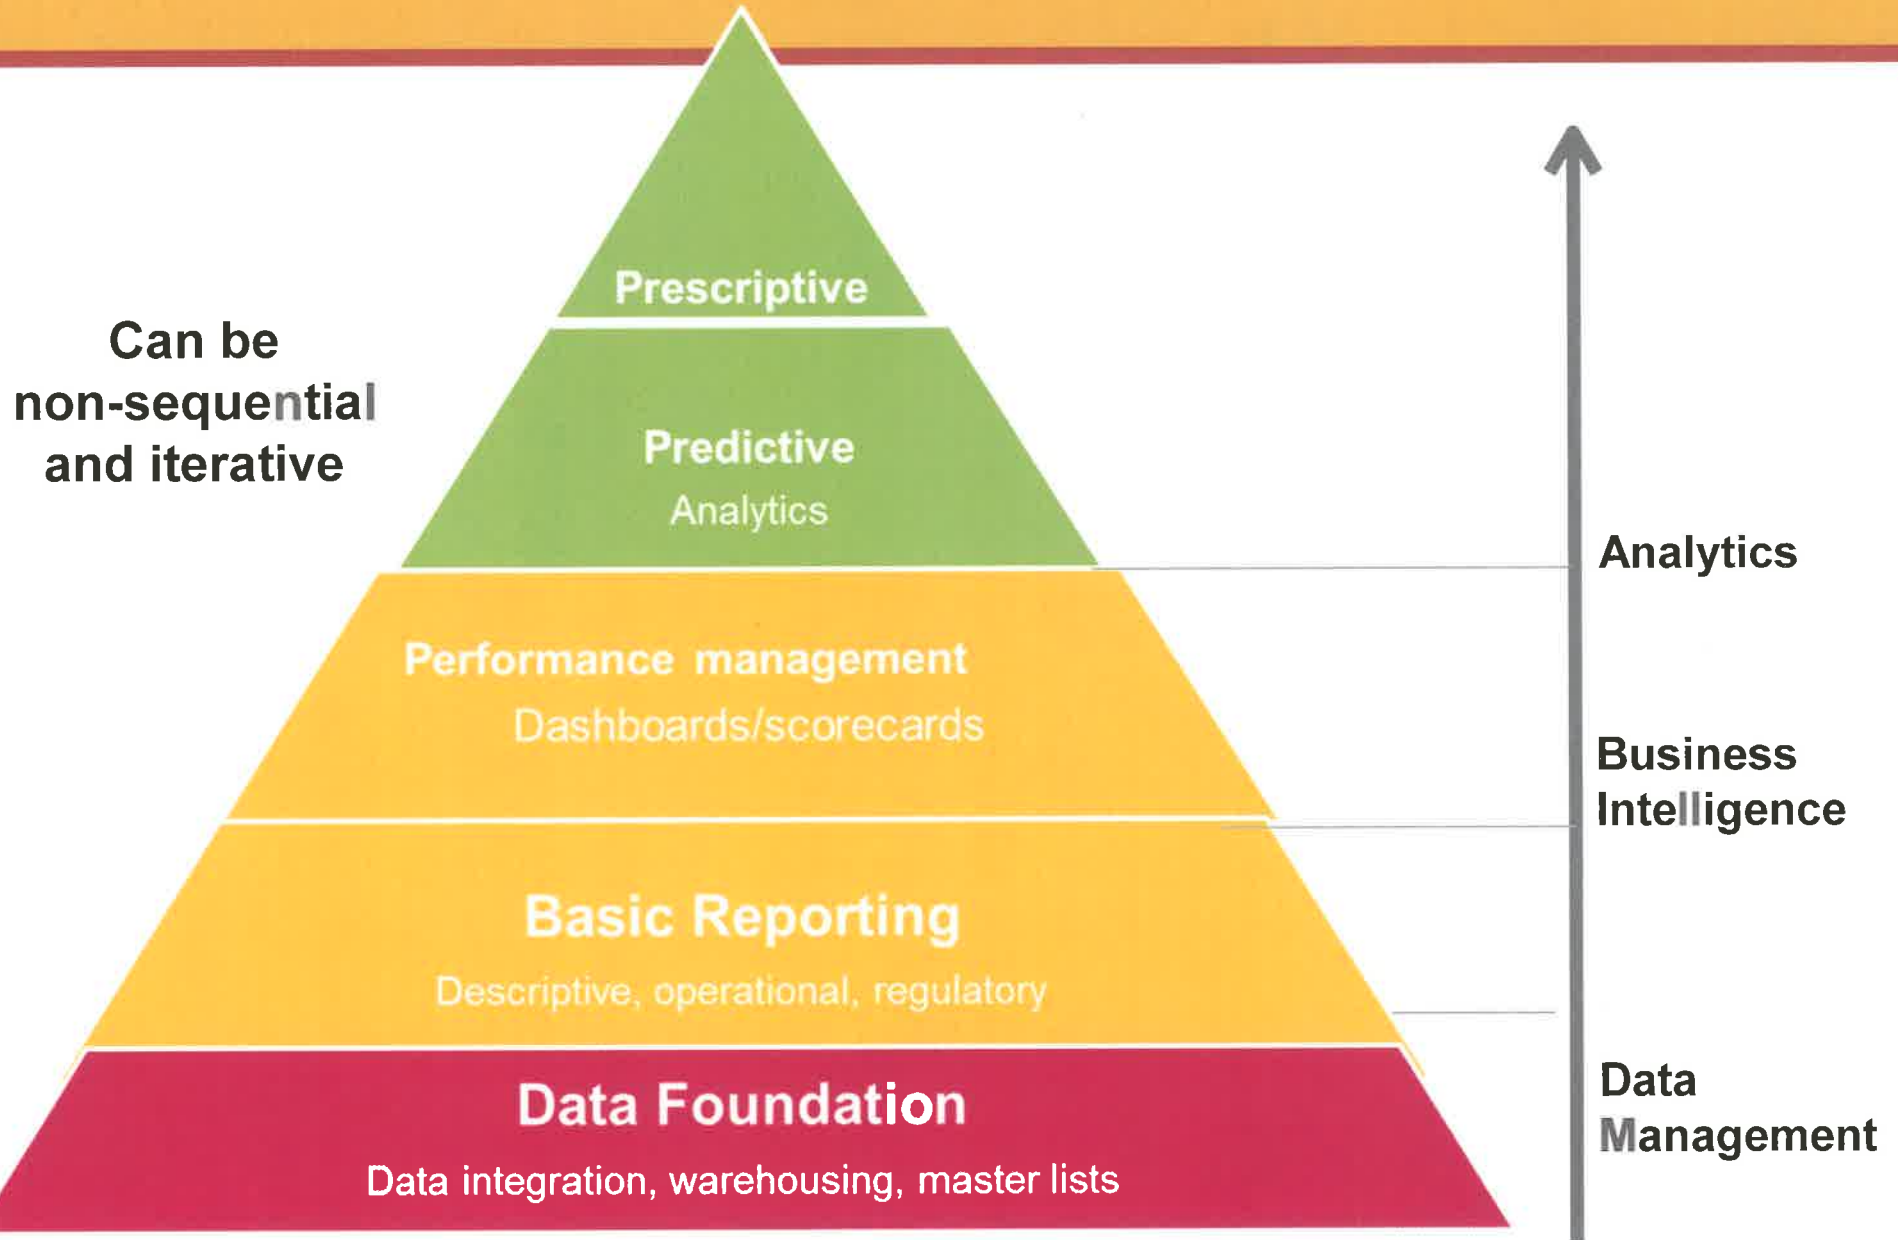 Prescriptive
Can be
non-sequential
and iterative
Predictive
Analytics
Analytics
Performance management
Dashboards/scorecards
Business
Intelligence
Basic Reporting
Descriptive, operational, regulatory
Data Foundation
Data integration, warehousing, master lists
Data
Management